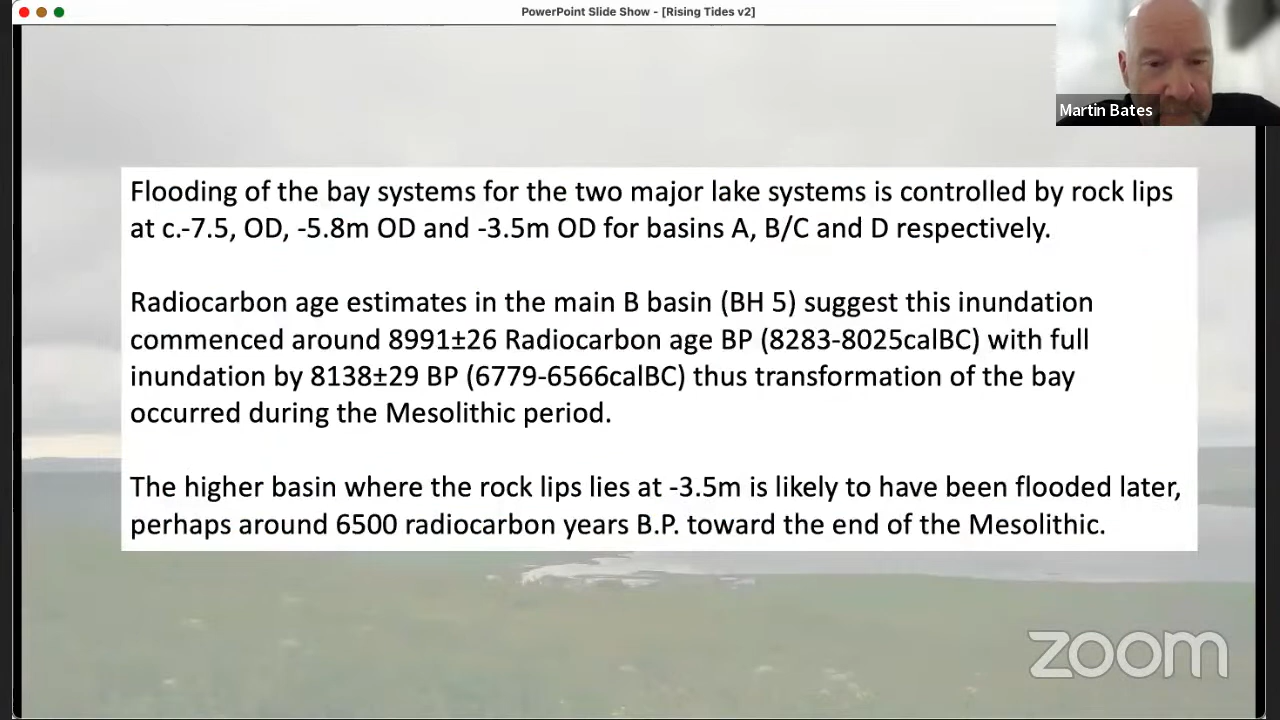 PowerPoint Slide Show - [Rising Tides v2]
Martin Bates
Flooding of the bay systems for the two major lake systems is controlled by rock lips
at c.-7.5, OD, -5.8m OD and -3.5m OD for basins A, B/C and D respectively.
Radiocarbon age estimates in the main B basin (BH 5) suggest this inundation
commenced around 8991±26 Radiocarbon age BP (8283-8025calBC) with full
inundation by 8138±29 BP (6779-6566calBC) thus transformation of the bay
occurred during the Mesolithic period.
The higher basin where the rock lips lies at -3.5m is likely to have been flooded later,
perhaps around 6500 radiocarbon years B.P. toward the end of the Mesolithic.
zoom